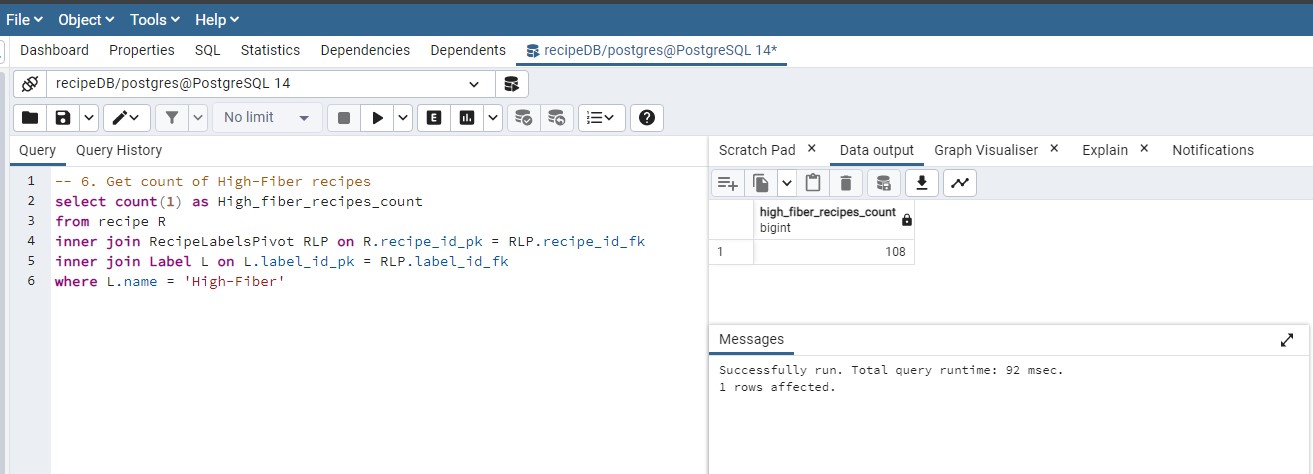 File Object Tools Help
Dashboard Properties SQL Statistics Dependencies Dependents recipeDB/postgres@PostgreSQL 14*
recipeDB/postgres@PostgreSQL 14
No limit E
Query Query History
1 -- 6. Get count of High-Fiber recipes
2 select count(1) as High_fiber_recipes_count
3 from recipe R
4 inner join RecipeLabelsPivot RLP on R.recipe_id_pk = RLP.recipe_id_fk
5 inner join Label L on L.label_id_pk = RLP.label_id_fk
6 where L.name = 'High-Fiber'
Scratch Pad Data output Graph Visualiser Explain Notifications
high_fiber_recipes_count
bigint
1 108
Messages
Successfully run. Total query runtime: 92 msec.
1 rows affected.